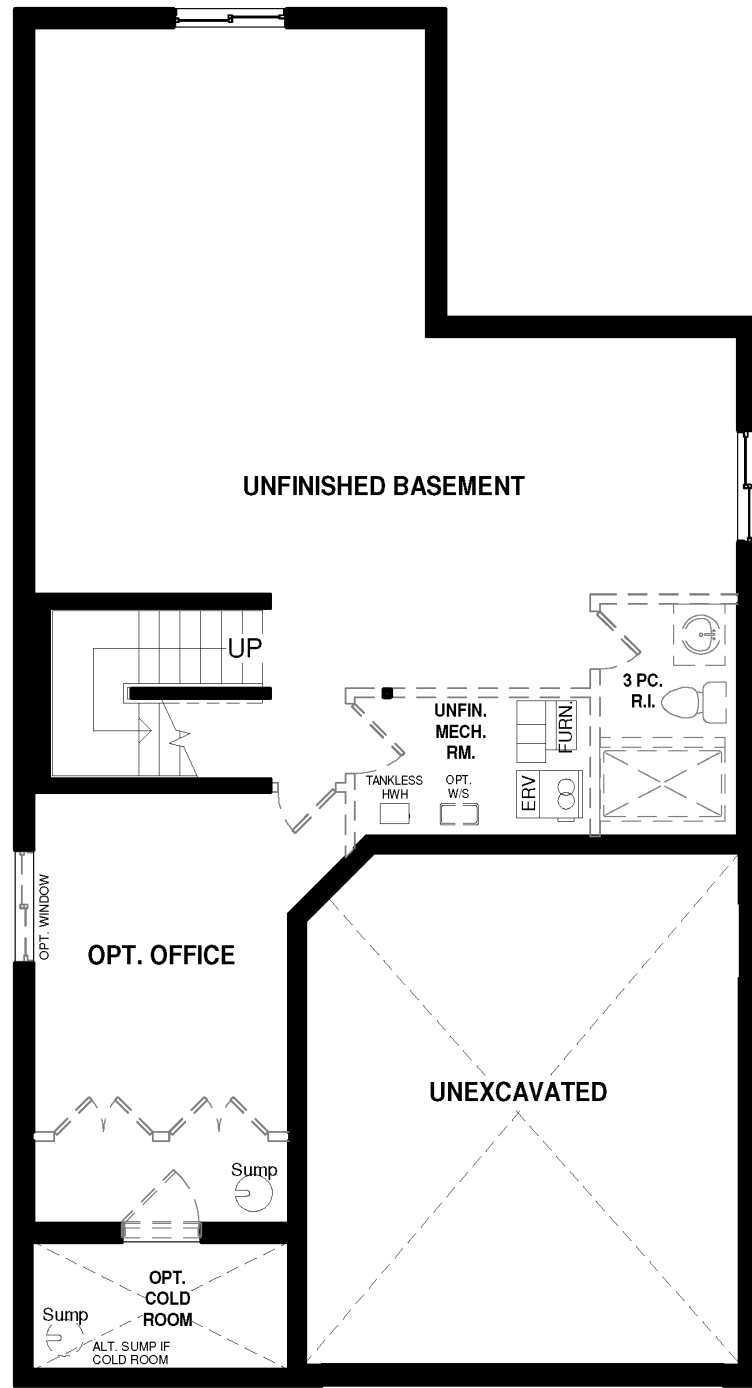 UNFINISHED BASEMENT
UP
3 PC.
R.I.
UNFIN.
MECH.
RM.
FURN.
TANKLESS
HWH
OPT.
W/S
ERV
OPT. WINDOW
OPT. OFFICE
UNEXCAVATED
Sump
OPT.
COLD
ROOM
Sump
ALT. SUMP IF
COLD ROOM